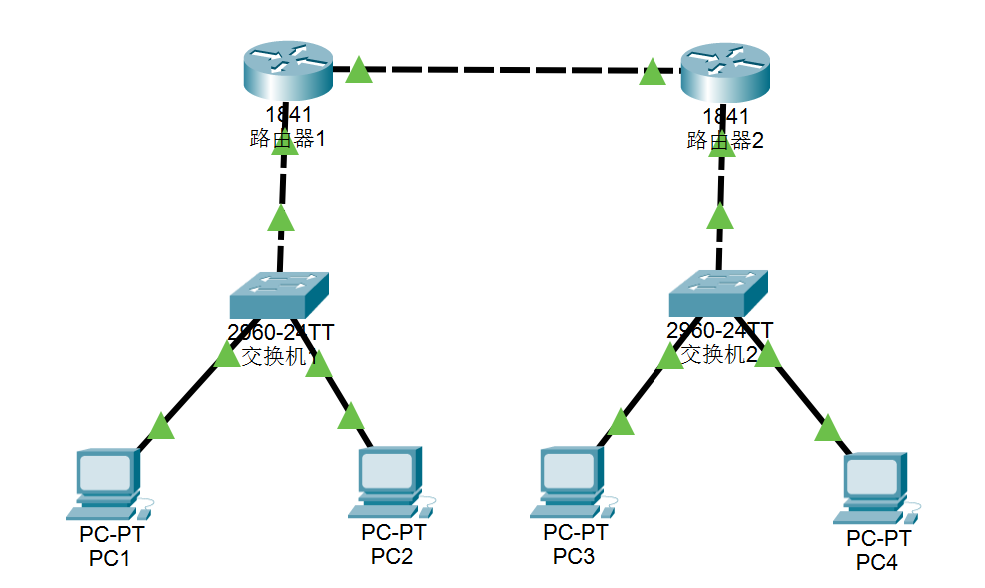 1841
路由器1
1841
路由器2
2960-24TT
交换机1
2960-24TT
交换机2
PC-PT
PC1
PC-PT
PC2
PC-PT
PC3
PC-PT
PC4